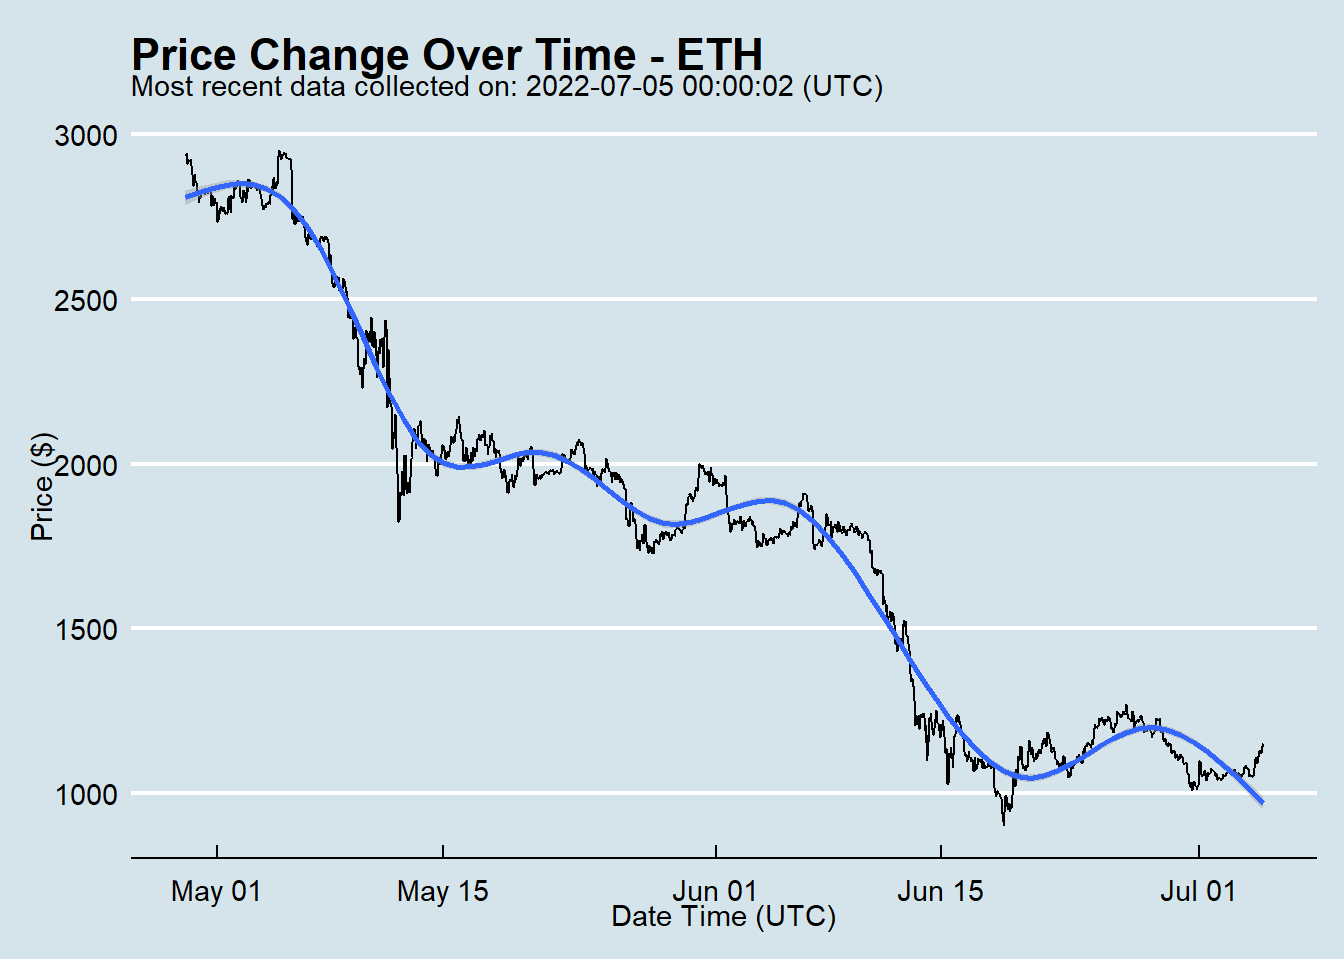 Price Change Over Time - ETH
Most recent data collected on: 2022-07-05 00:00:02 (UTC)
3000
2500
2000
1500
1000
Price ($)
May 01
May 15
Jun 01
Jun 15
Jul 01
Date Time (UTC)